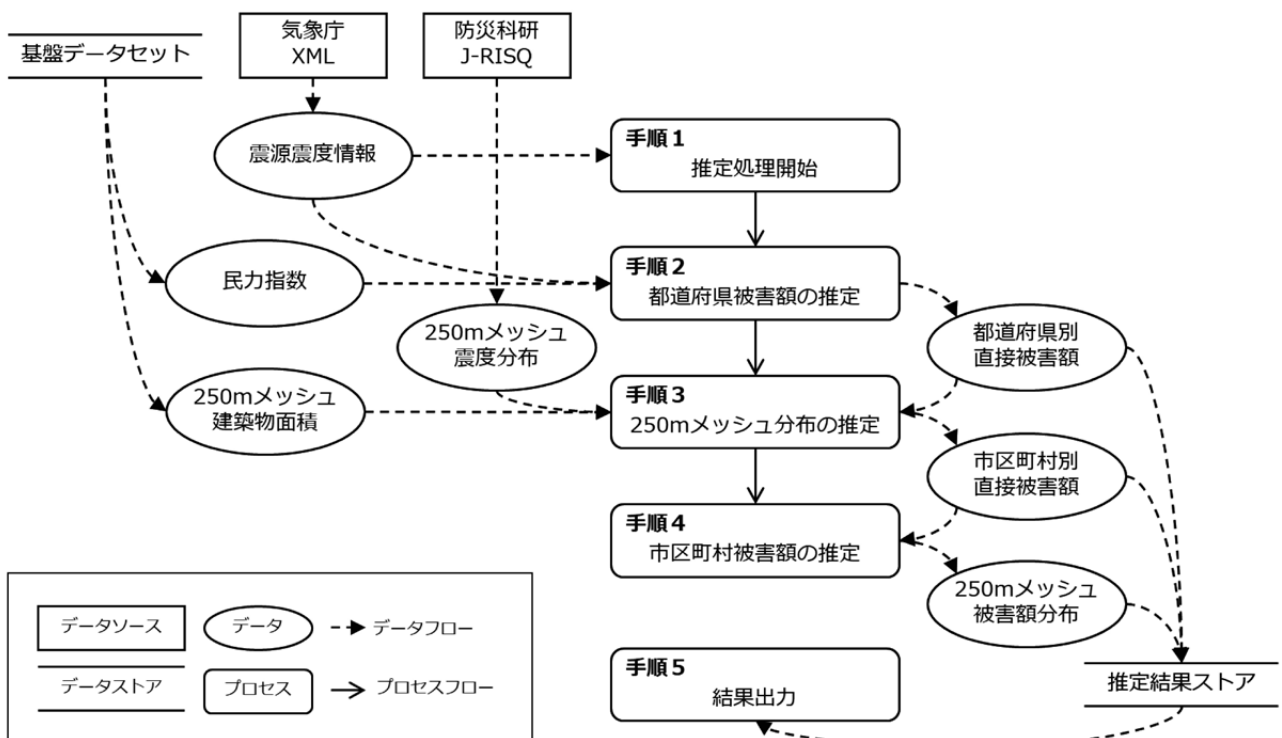 基盤データセット
気象庁
XML
防災科研
J-RISQ
震源震度情報
手順1
推定処理開始
民力指数
手順2
都道府県被害額の推定
250mメッシュ
震度分布
都道府県別
直接被害額
250mメッシュ
建築物面積
手順3
250mメッシュ分布の推定
市区町村別
直接被害額
手順4
市区町村被害額の推定
250mメッシュ
被害額分布
手順5
結果出力
推定結果ストア
データソース
データ
データフロー
データストア
プロセス
プロセスフロー